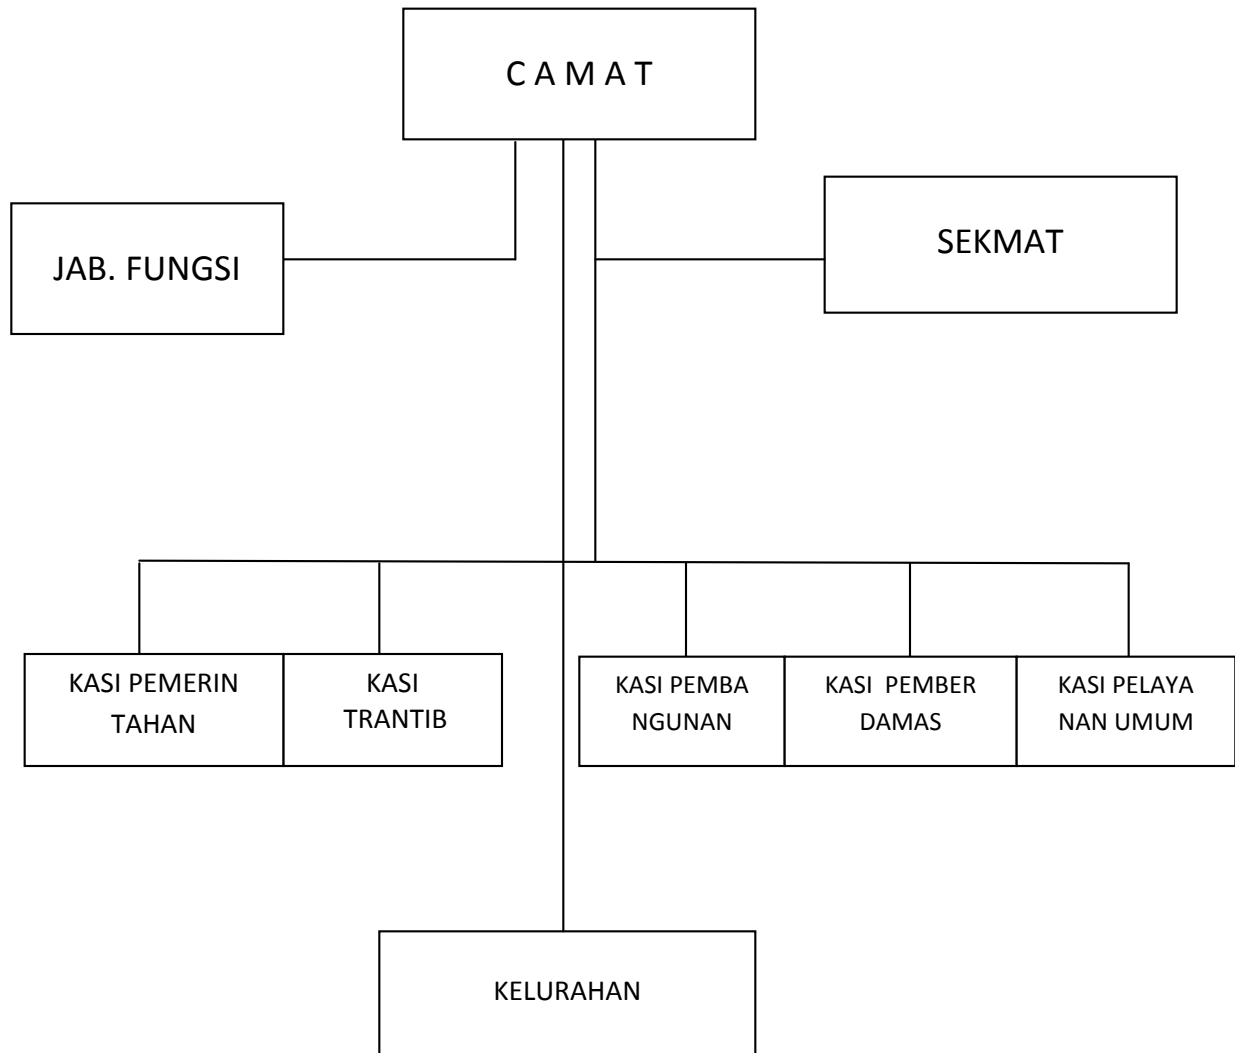 C A M A T
JAB. FUNGSI
SEKMAT
KASI PEMERIN
TAHAN
KASI
TRANTIB
KASI PEMBA
NGUNAN
KASI PEMBER
DAMAS
KASI PELAYA
NAN UMUM
KELURAHAN